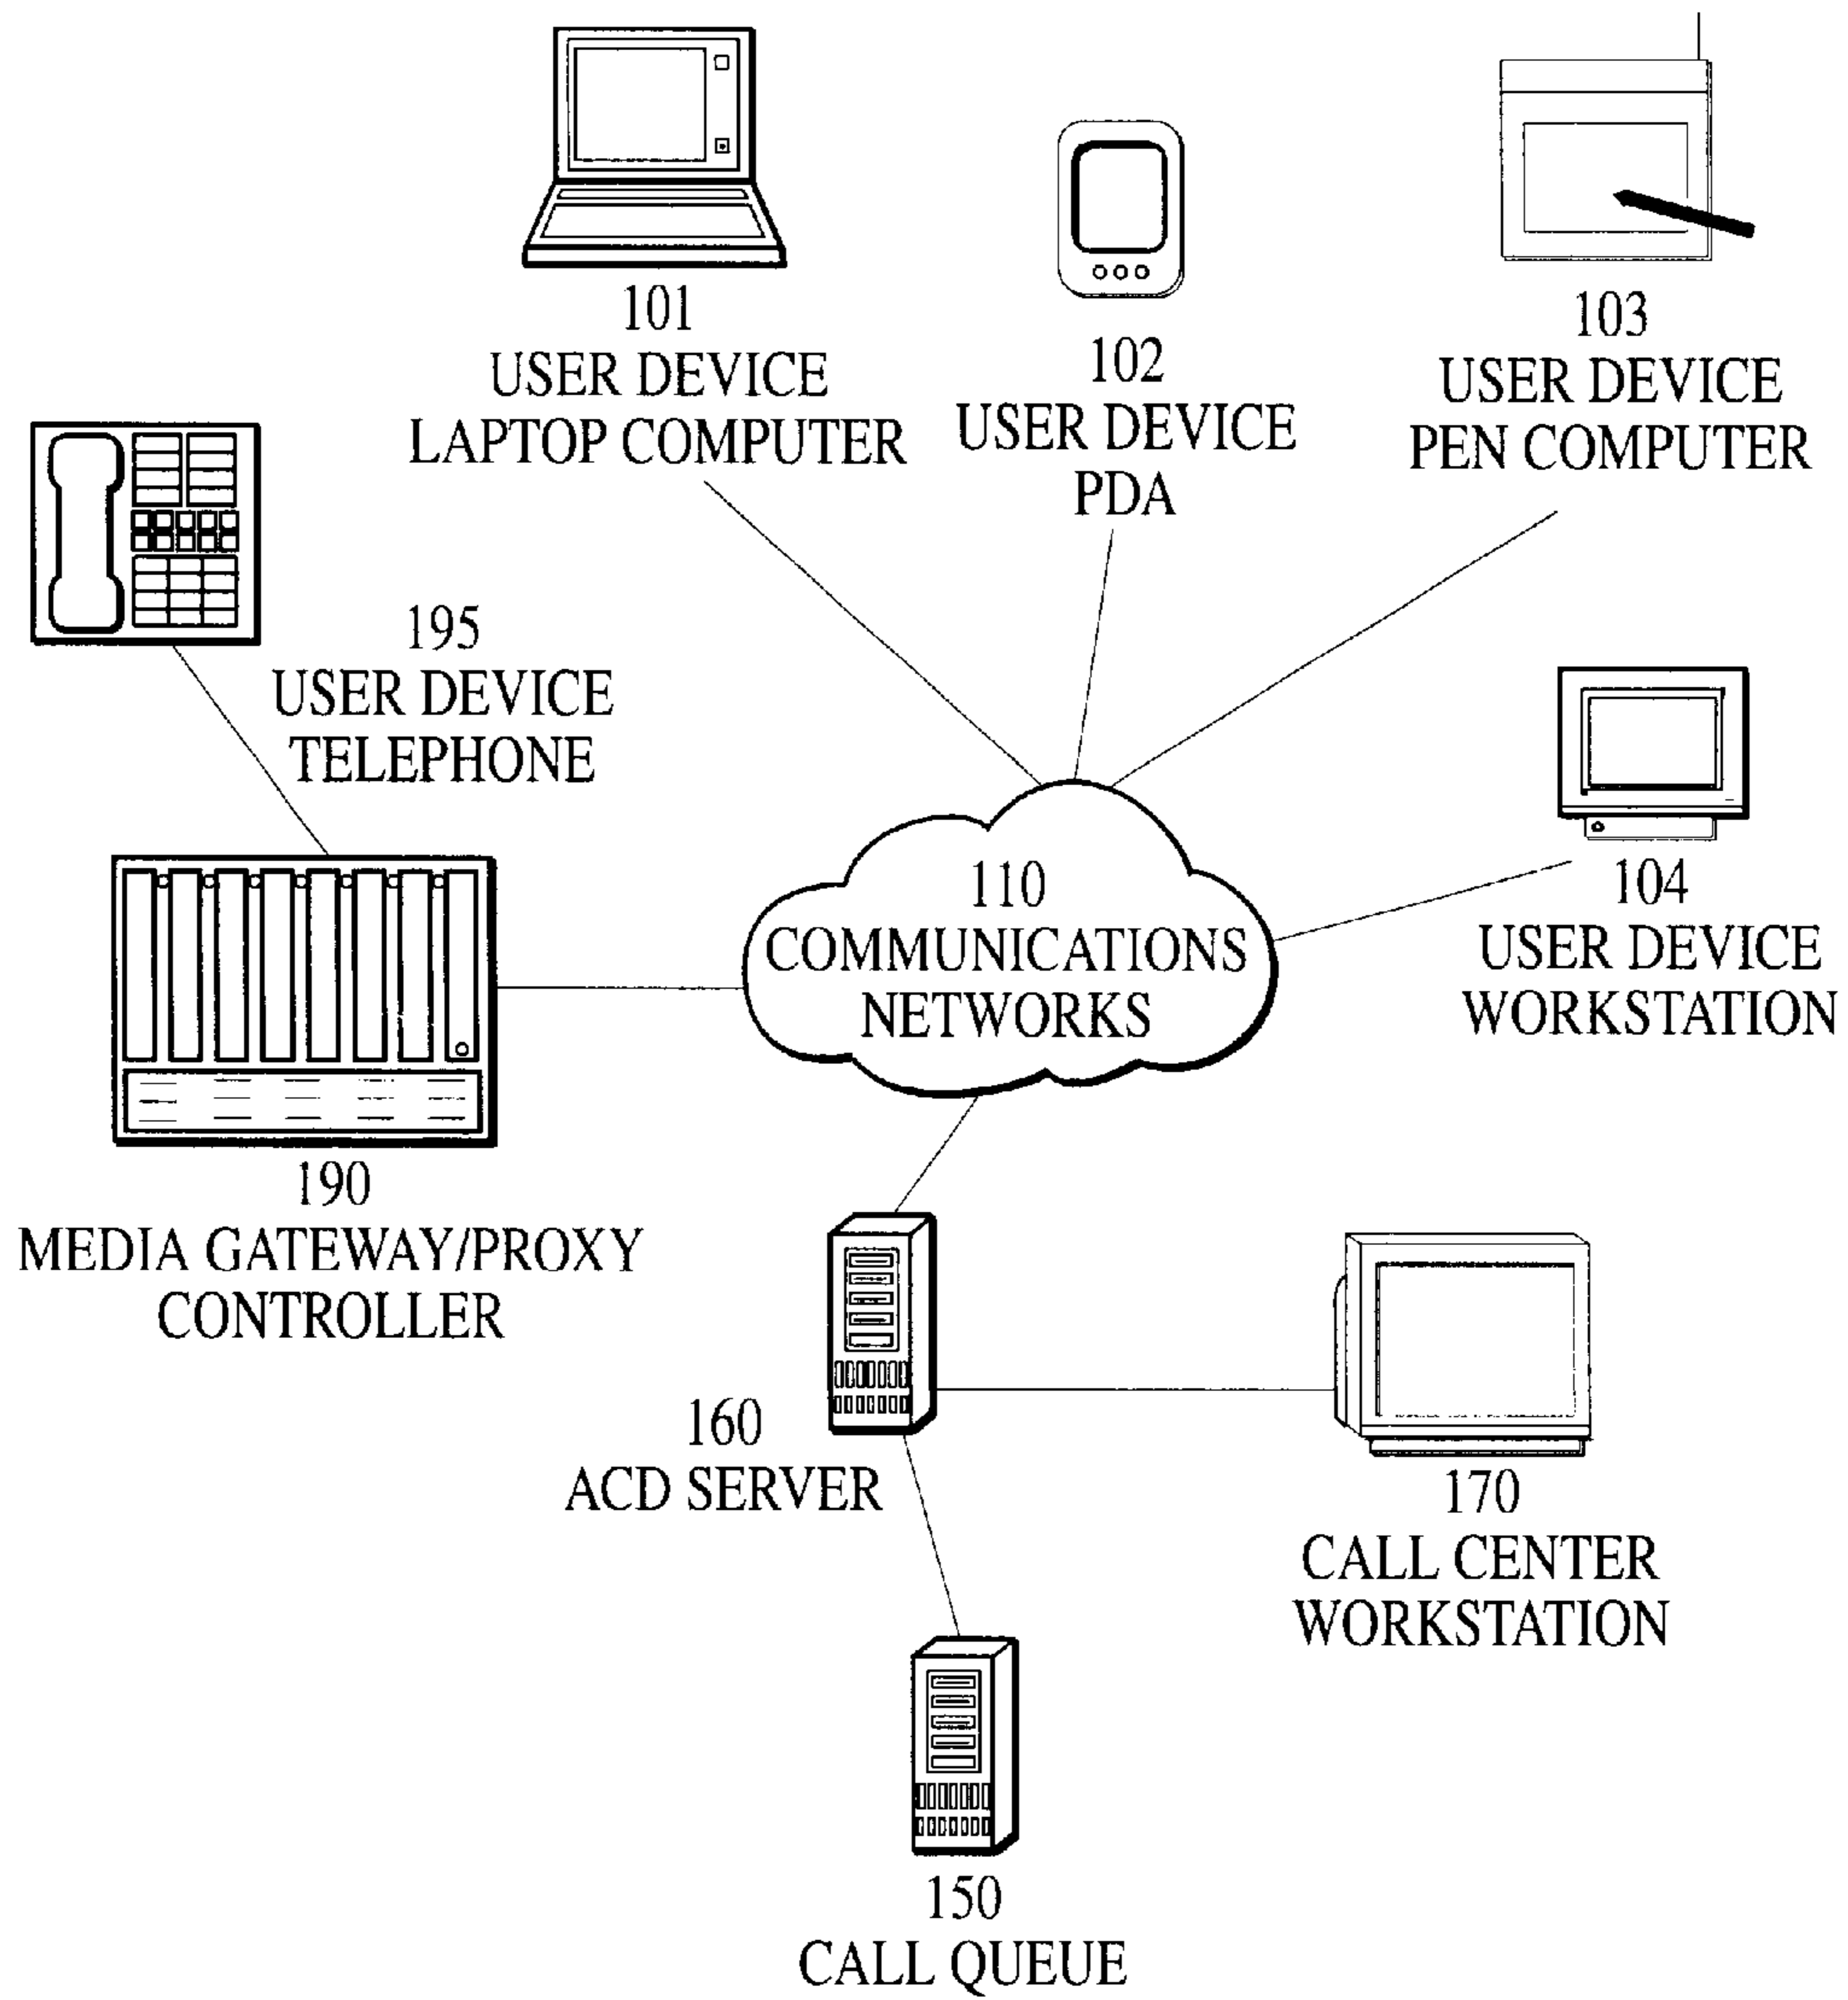 101
USER DEVICE
LAPTOP COMPUTER
102
USER DEVICE
PDA
103
USER DEVICE
PEN COMPUTER
195
USER DEVICE
TELEPHONE
104
USER DEVICE
WORKSTATION
110
COMMUNICATIONS
NETWORKS
190
MEDIA GATEWAY/PROXY
CONTROLLER
160
ACD SERVER
170
CALL CENTER
WORKSTATION
150
CALL QUEUE